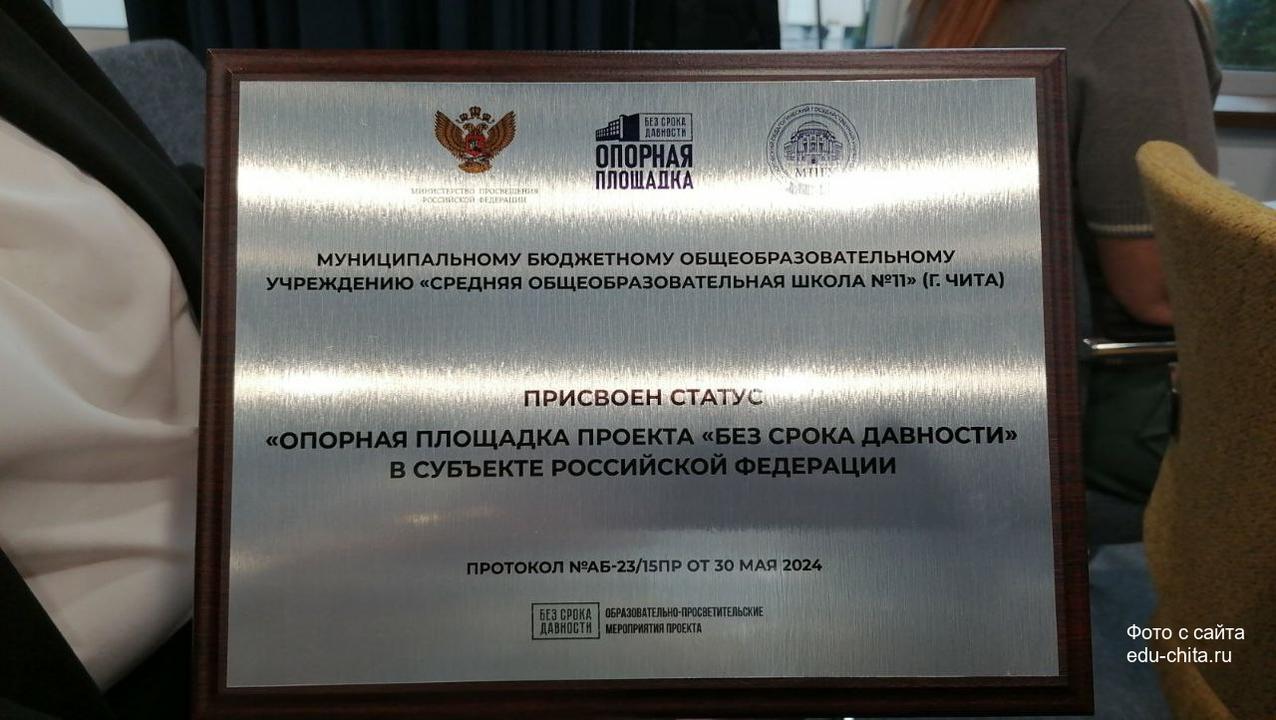 МИНИСТЕРСТВО ПРОСВЕЩЕНИЯ
РОССИЙСКОЙ ФЕДЕРАЦИИ
БЕЗ СРОКА
ДАВНОСТИ
ОПОРНАЯ
ПЛОЩАДКА
МПГУ
МУНИЦИПАЛЬНОМУ БЮДЖЕТНОМУ ОБЩЕОБРАЗОВАТЕЛЬНОМУ
УЧРЕЖДЕНИЮ «СРЕДНЯЯ ОБЩЕОБРАЗОВАТЕЛЬНАЯ ШКОЛА №11» (Г. ЧИТА)
ПРИСВОЕН СТАТУС
«ОПОРНАЯ ПЛОЩАДКА ПРОЕКТА «БЕЗ СРОКА ДАВНОСТИ»
В СУБЪЕКТЕ РОССИЙСКОЙ ФЕДЕРАЦИИ
ПРОТОКОЛ №АБ-23/15ПР ОТ 30 МАЯ 2024
БЕЗ СРОКА
ДАВНОСТИ
ОБРАЗОВАТЕЛЬНО-ПРОСВЕТИТЕЛЬСКИЕ
МЕРОПРИЯТИЯ ПРОЕКТА
Фото с сайта
edu-chita.ru